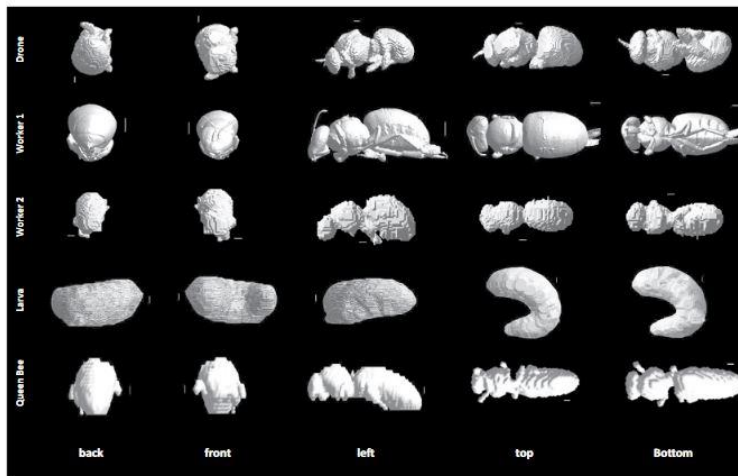 Drone
Worker 1
Worker 2
Larva
Queen Bee
back front left top Bottom